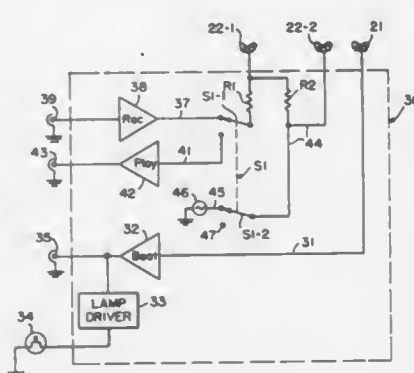 22-1 22-2 21
39 38 37 S1-1 R1 R2
Rec
43 41 44
Play
42 46 45 S1
35 32 47 S1-2 31
Beat
34 LAMP DRIVER 33